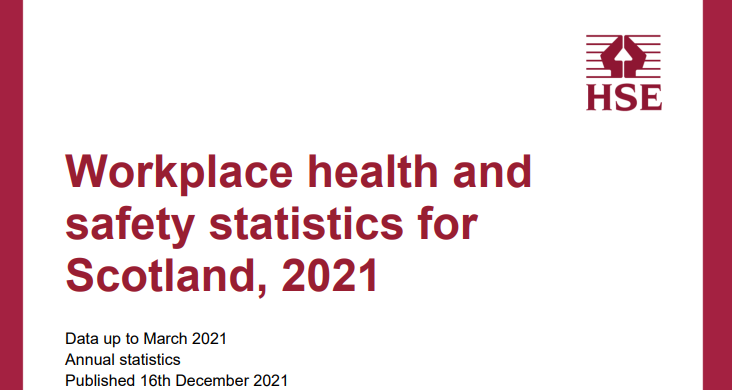 HSE
Workplace health and
safety statistics for
Scotland, 2021
Data up to March 2021
Annual statistics
Published 16th December 2021